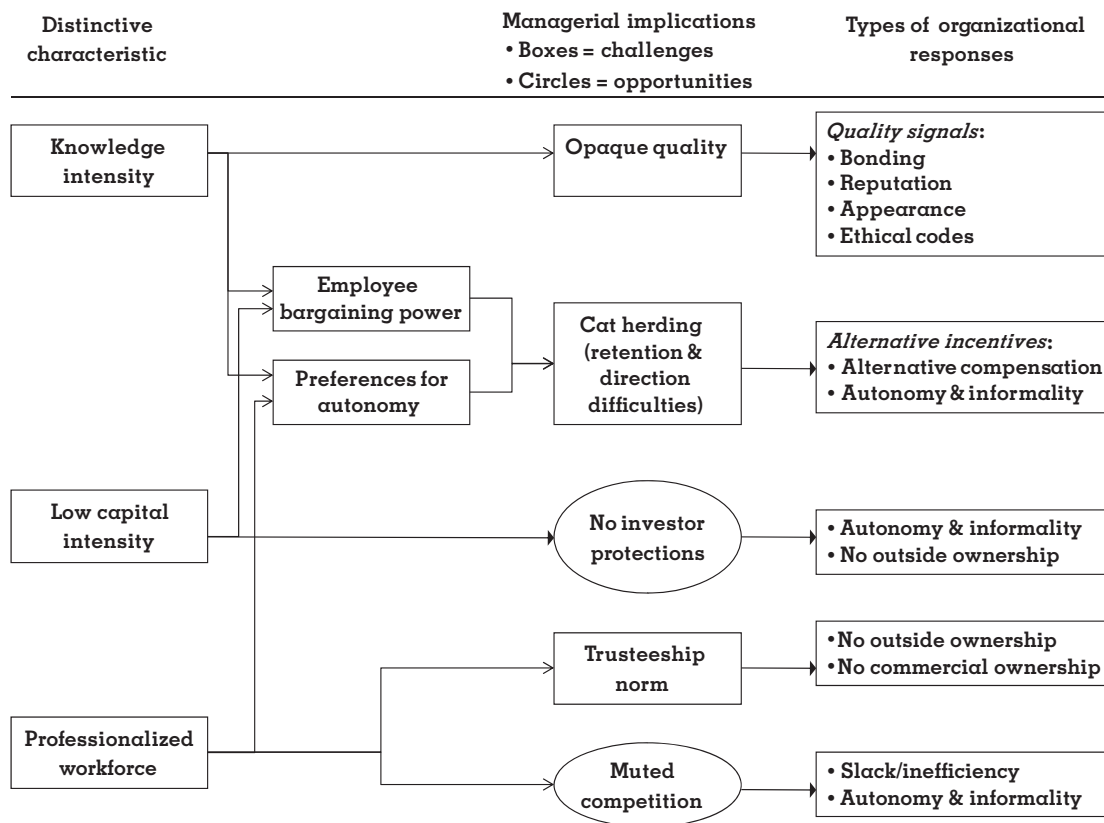 Distinctive
characteristic
Managerial implications
• Boxes = challenges
• Circles = opportunities
Types of organizational
responses
Knowledge
intensity
Opaque quality
Quality signals:
• Bonding
• Reputation
• Appearance
• Ethical codes
Employee
bargaining power
Preferences for
autonomy
Cat herding
(retention &
direction
difficulties)
Alternative incentives:
• Alternative compensation
• Autonomy & informality
Low capital
intensity
No investor
protections
• Autonomy & informality
• No outside ownership
Trusteeship
norm
• No outside ownership
• No commercial ownership
Professionalized
workforce
Muted
competition
• Slack/inefficiency
• Autonomy & informality